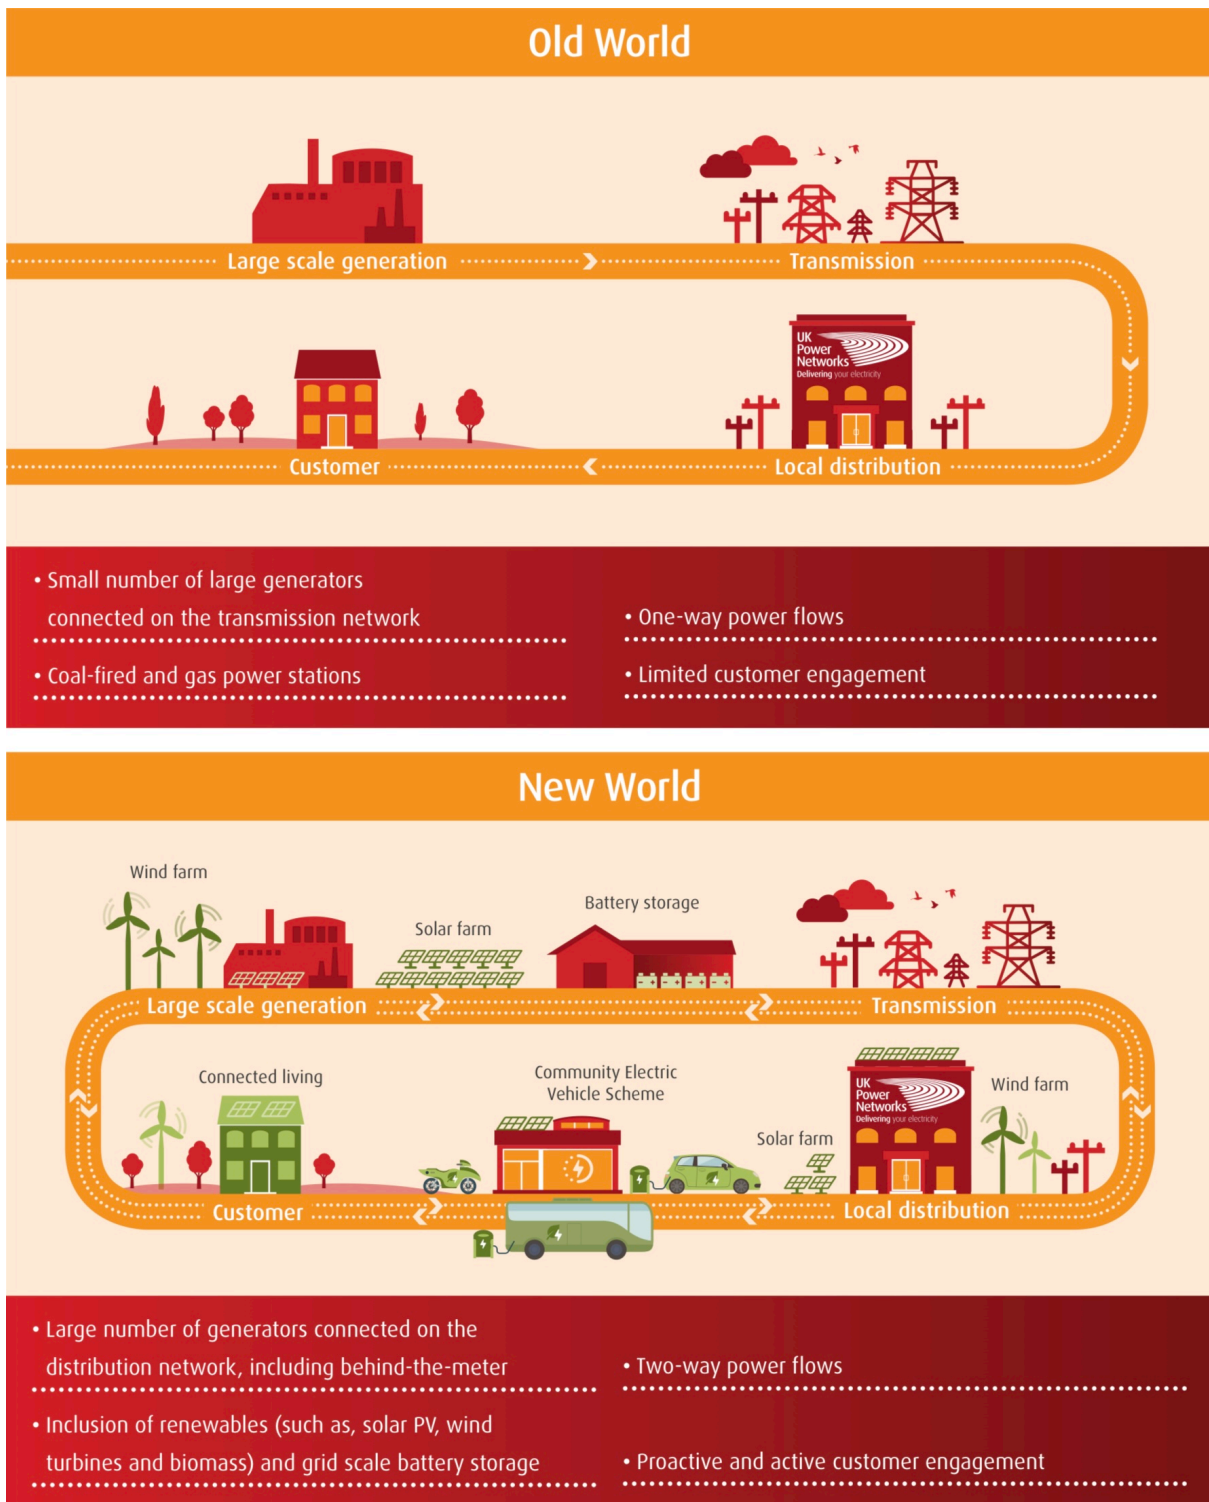 Old World
Large scale generation
Transmission
UK
Power
Networks
Delivering your electricity
Customer
Local distribution
• Small number of large generators
connected on the transmission network
• One-way power flows
• Coal-fired and gas power stations
• Limited customer engagement
New World
Wind farm
Solar farm
Battery storage
Large scale generation
Transmission
Connected living
Community Electric
Vehicle Scheme
Solar farm
UK
Power
Networks
Delivering your electricity
Wind farm
Customer
Local distribution
• Large number of generators connected on the
distribution network, including behind-the-meter
• Two-way power flows
• Inclusion of renewables (such as, solar PV, wind
turbines and biomass) and grid scale battery storage
• Proactive and active customer engagement